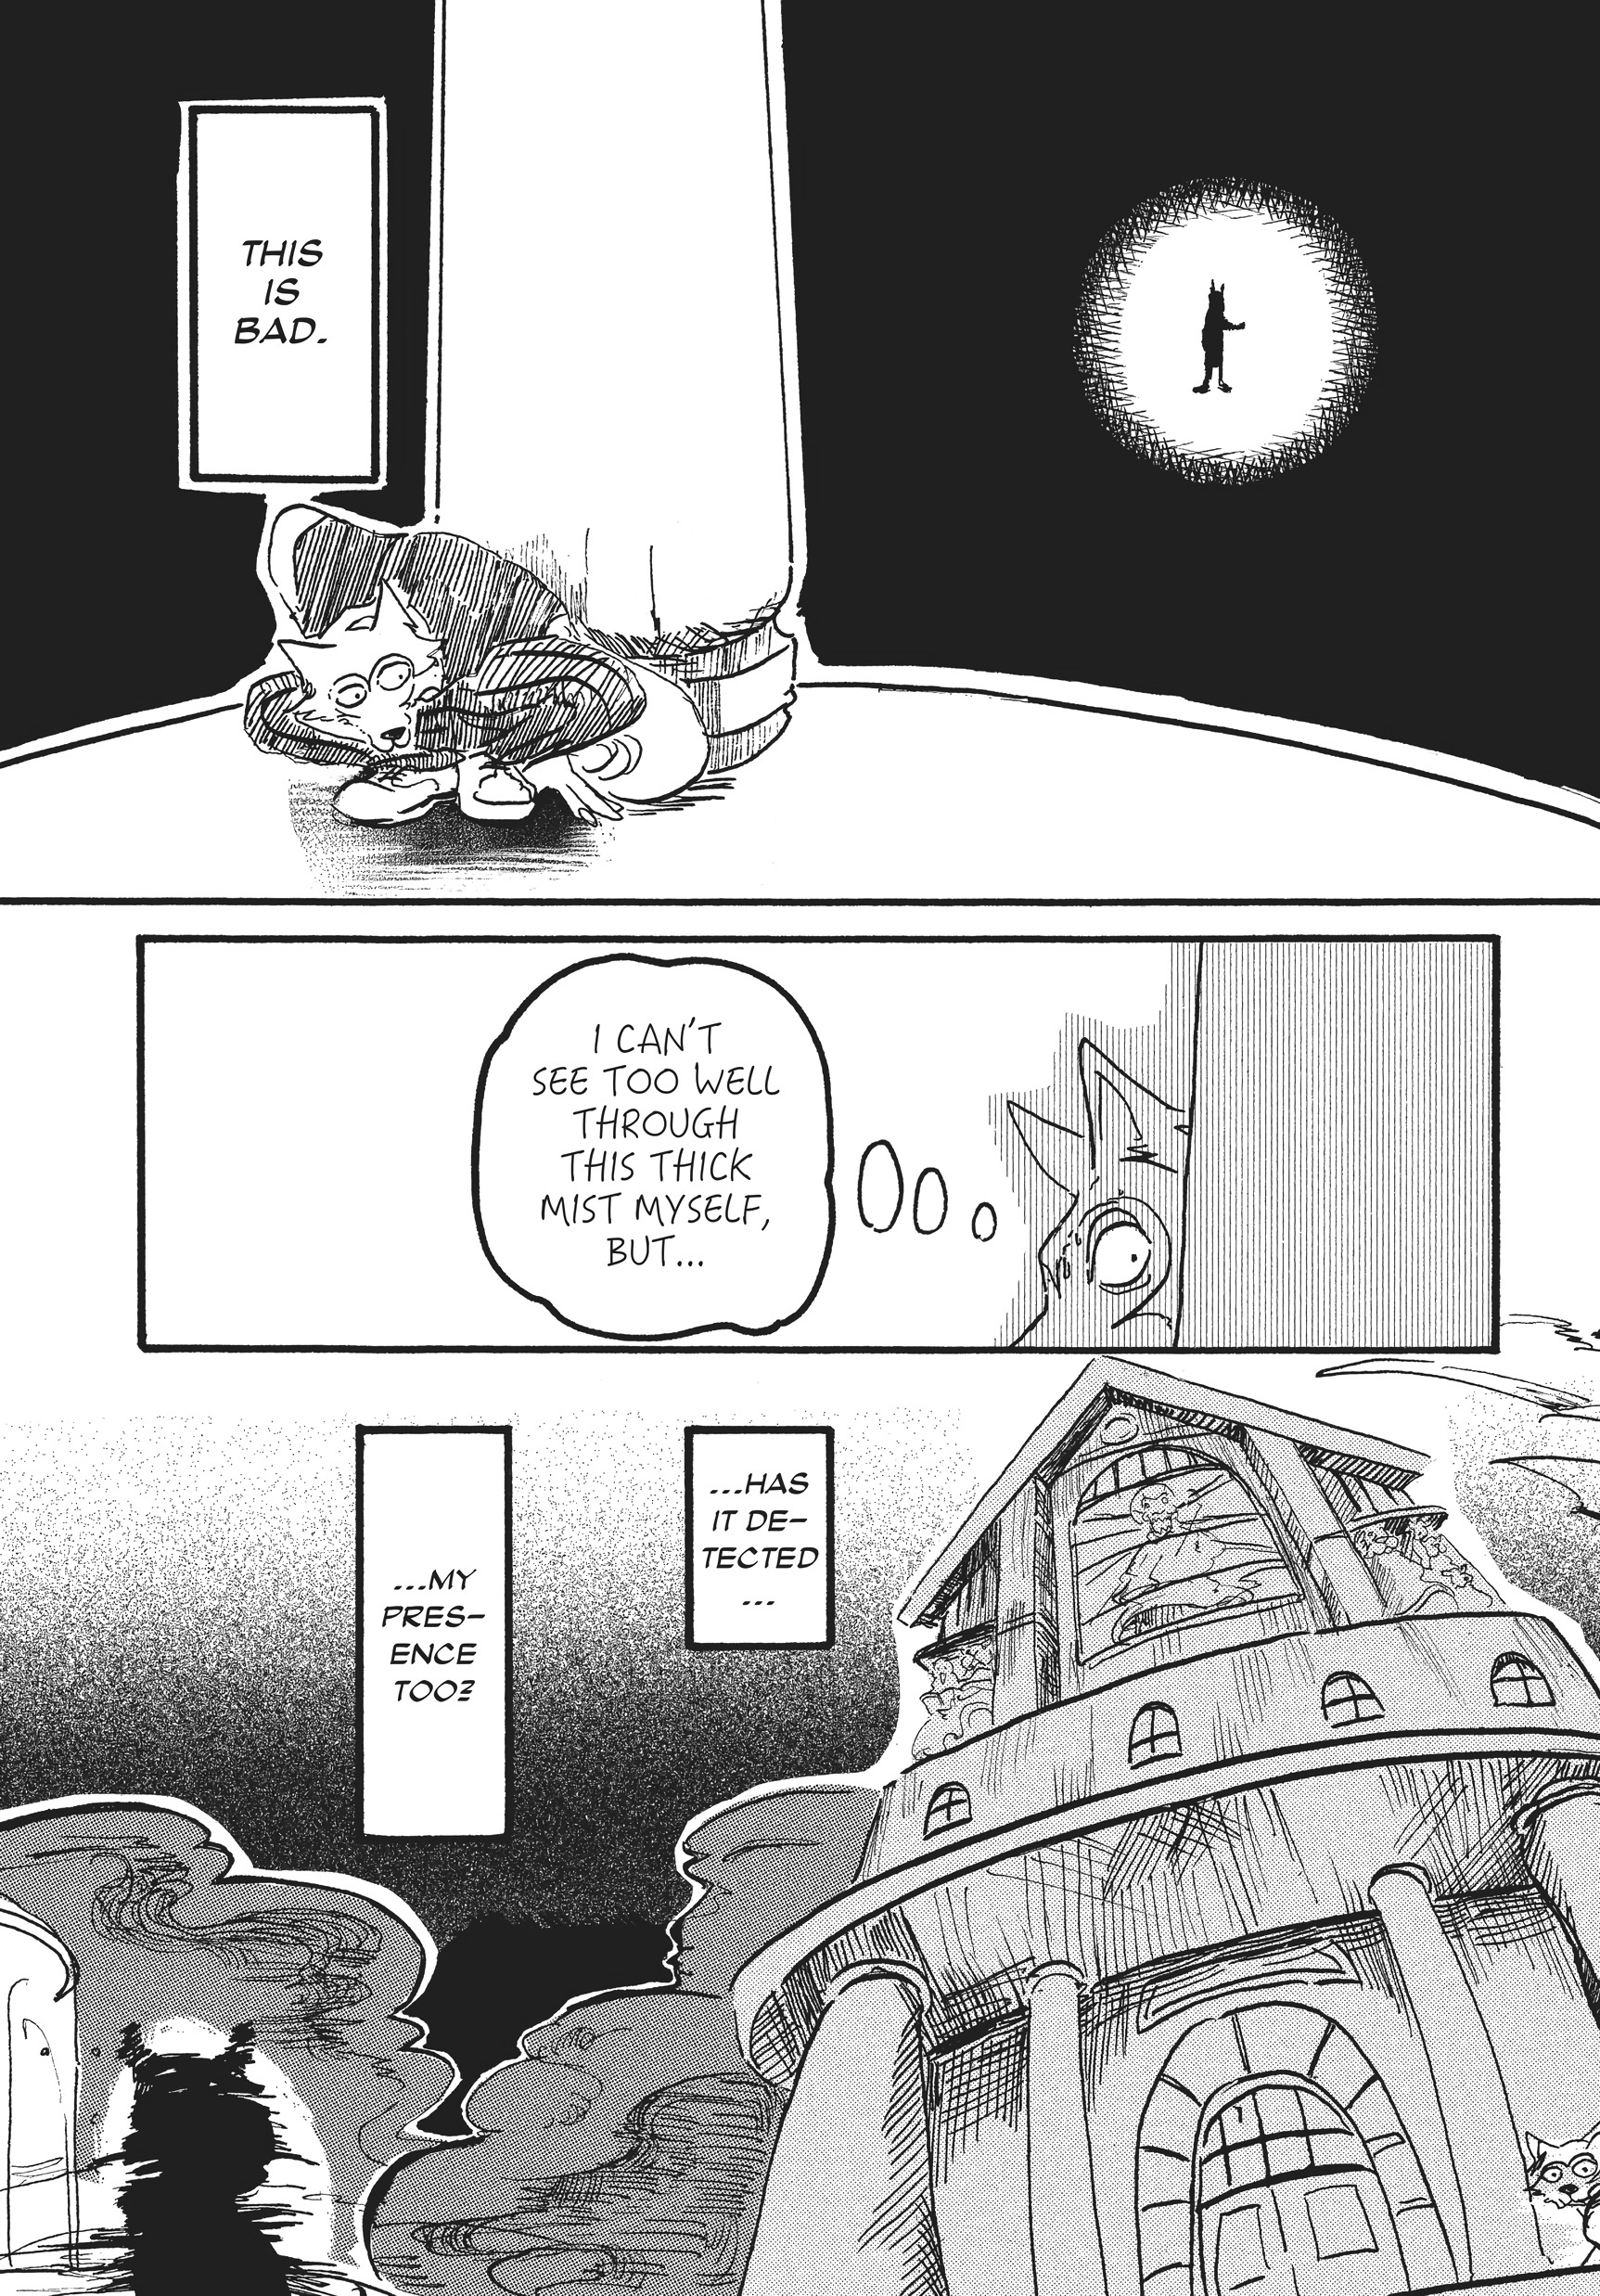 THIS
IS
BAD.
I CAN'T
SEE TOO WELL
THROUGH
THIS THICK
MIST MYSELF,
BUT...
...HAS
IT DE-
TECTED
...
...MY
PRES-
ENCE
TOO?